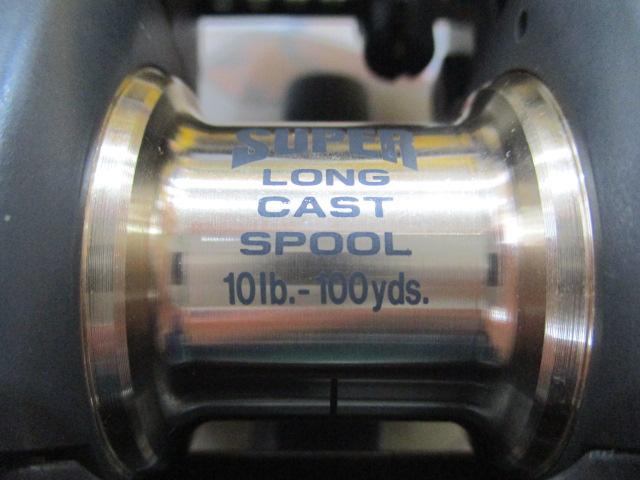 SUPER
LONG
CAST
SPOOL
10lb.-100yds.